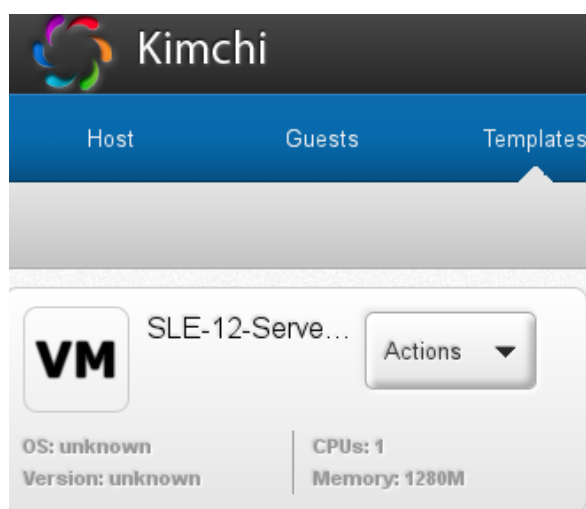 Kimchi
Host Guests Templates
VM SLE-12-Serve... Actions
OS: unknown CPUs: 1
Version: unknown Memory: 1280M